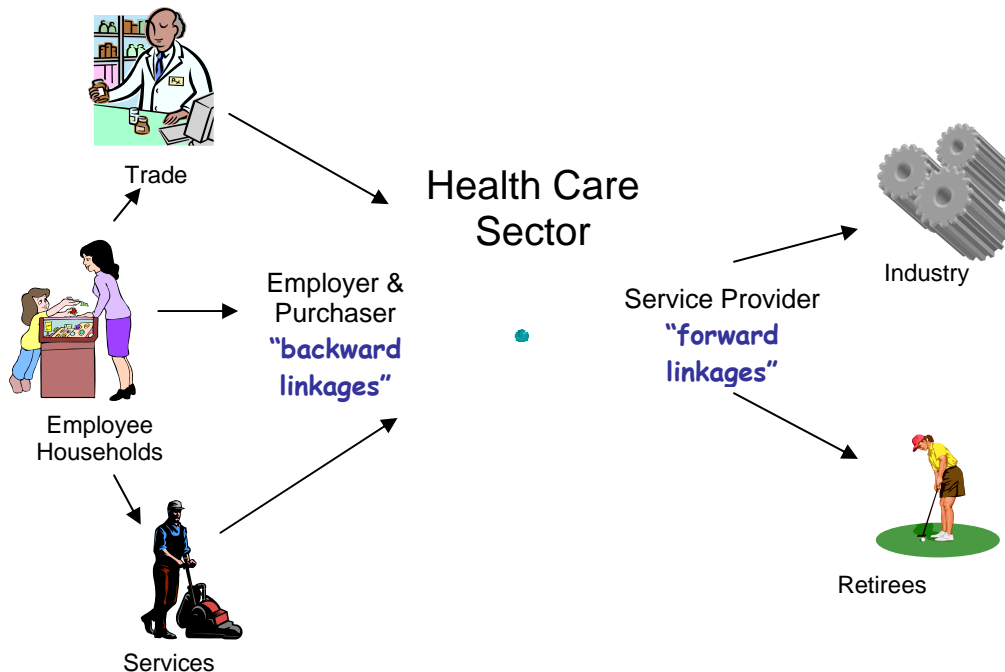 Trade
Health Care
Sector
Employer &
Purchaser
“backward
linkages”
Service Provider
“forward
linkages”
Industry
Employee
Households
Retirees
Services